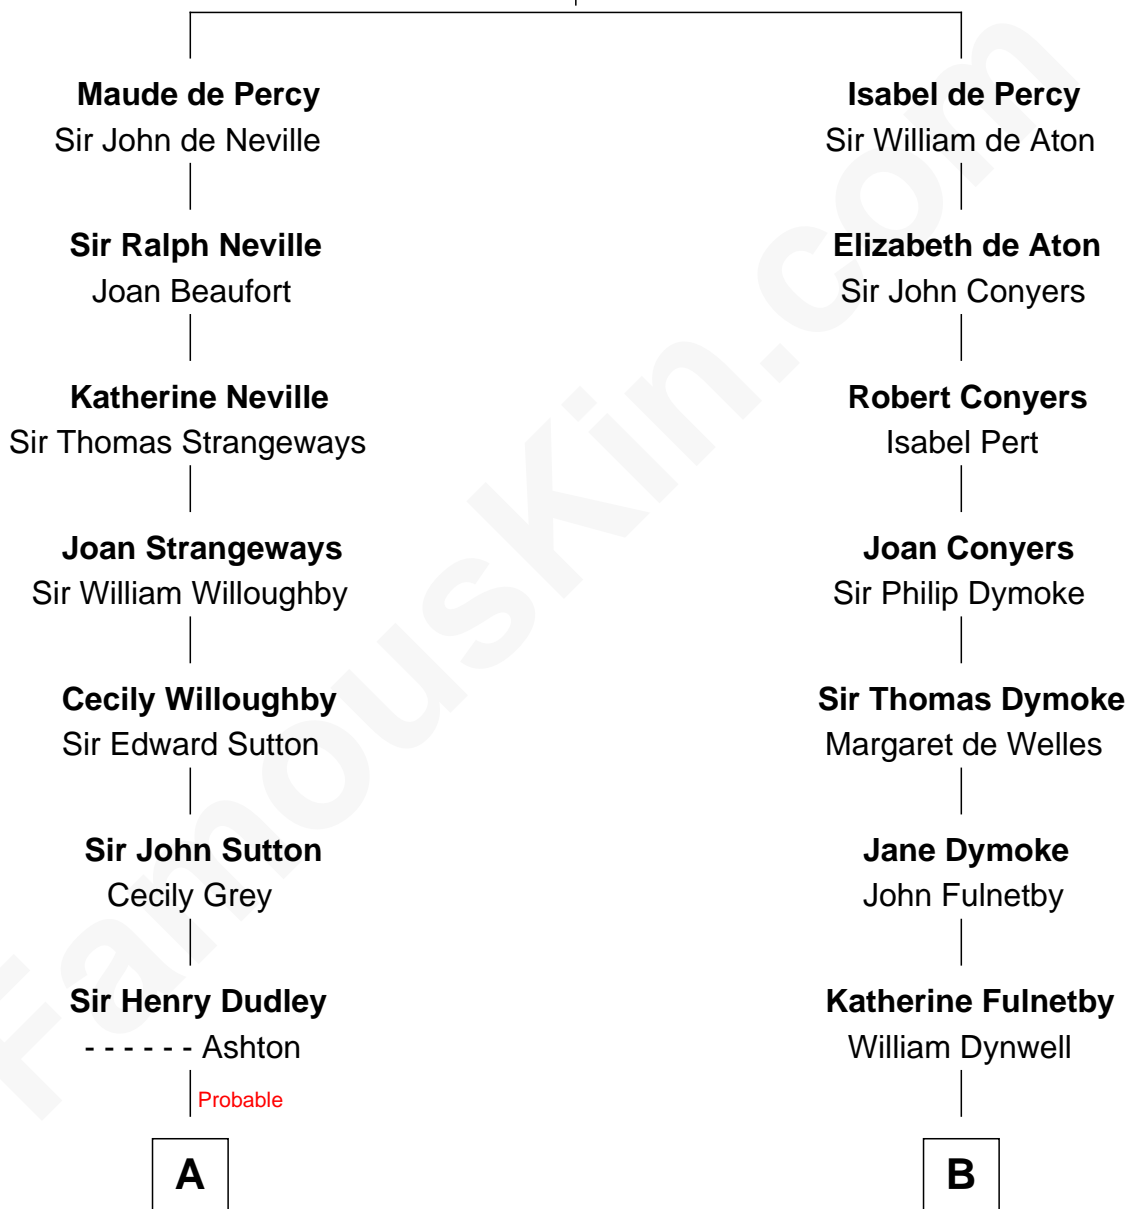 Maude de Percy
Sir John de Neville
Sir Ralph Neville
Joan Beaufort
Katherine Neville
Sir Thomas Strangeways
Joan Strangeways
Sir William Willoughby
Cecily Willoughby
Sir Edward Sutton
Sir John Sutton
Cecily Grey
Sir Henry Dudley
- - - - - - Ashton
Probable
A
Isabel de Percy
Sir William de Aton
Elizabeth de Aton
Sir John Conyers
Robert Conyers
Isabel Pert
Joan Conyers
Sir Philip Dymoke
Sir Thomas Dymoke
Margaret de Welles
Jane Dymoke
John Fulnetby
Katherine Fulnetby
William Dynwell
B
FamousKin.com